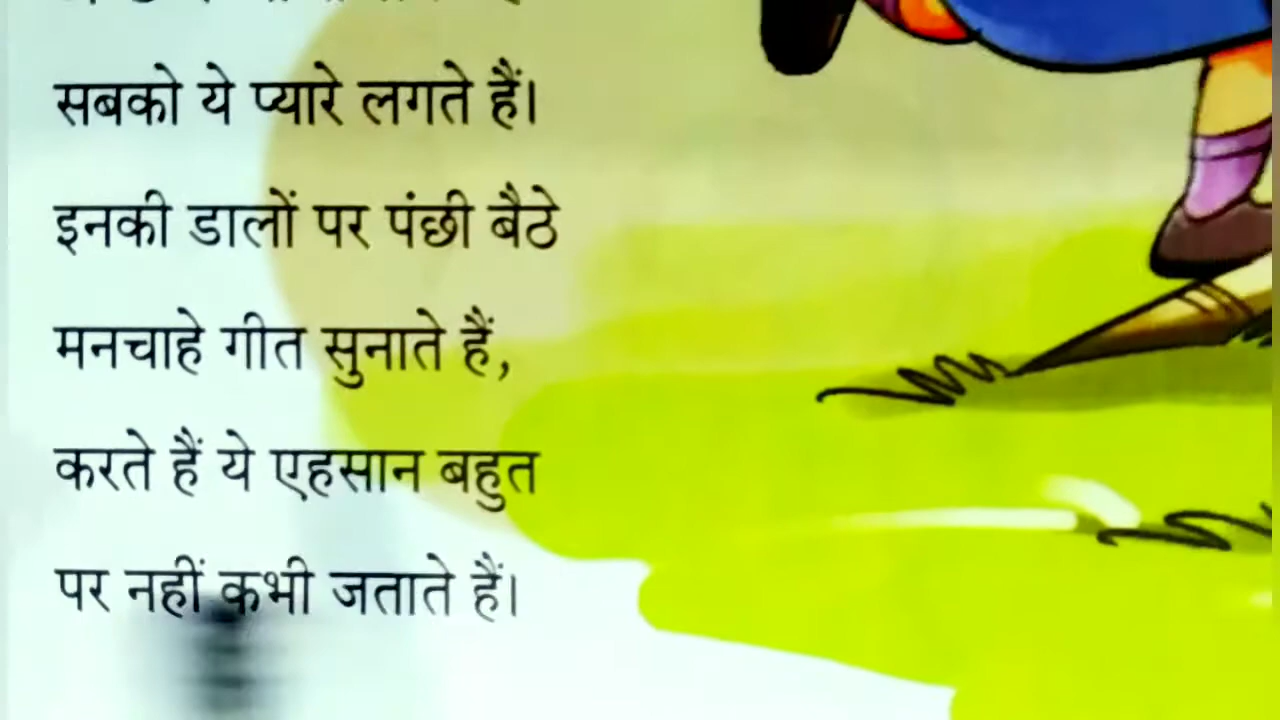 सबको ये प्यारे लगते हैं।
इनकी डालों पर पंछी बैठे
मनचाहे गीत सुनाते हैं,
करते हैं ये एहसान बहुत
पर नहीं कभी जताते हैं।